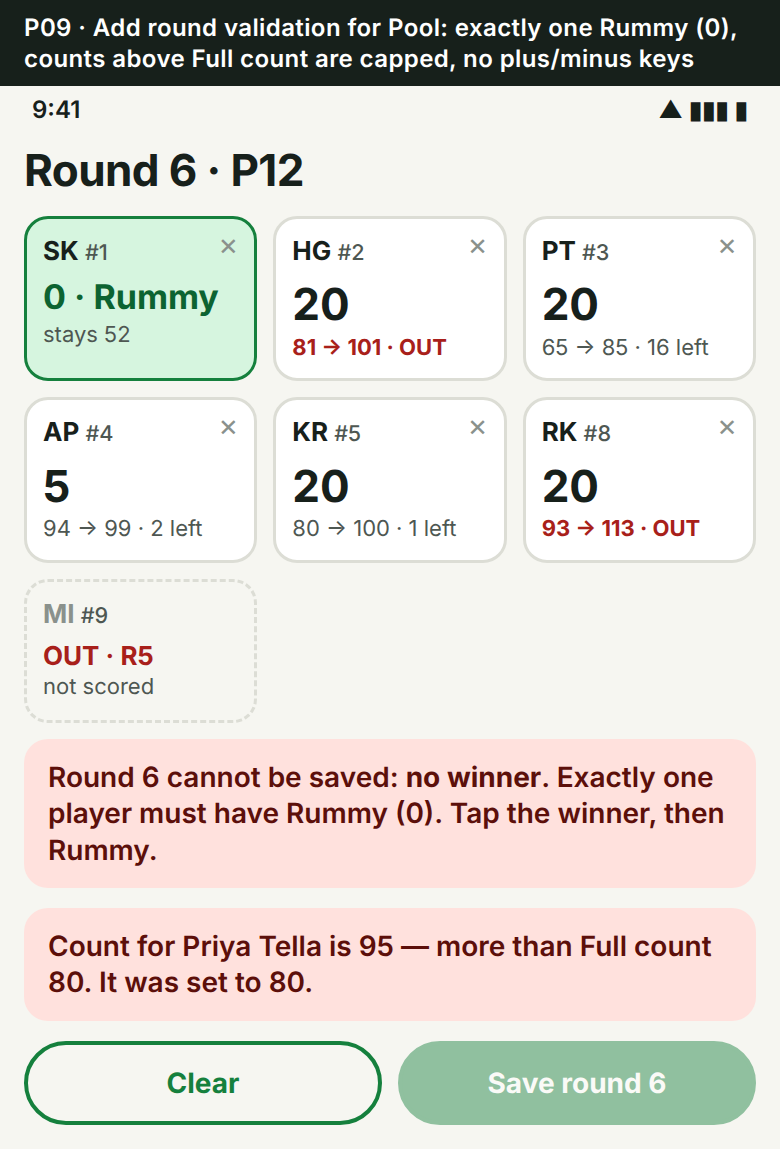 P09 · Add round validation for Pool: exactly one Rummy (0),
counts above Full count are capped, no plus/minus keys
9:41
Round 6 · P12
SK #1 ✕
0 · Rummy
stays 52
HG #2 ✕
20
81 → 101 · OUT
PT #3 ✕
20
65 → 85 · 16 left
AP #4 ✕
5
94 → 99 · 2 left
KR #5 ✕
20
80 → 100 · 1 left
RK #8 ✕
20
93 → 113 · OUT
MI #9
OUT · R5
not scored
Round 6 cannot be saved: no winner. Exactly one
player must have Rummy (0). Tap the winner, then
Rummy.
Count for Priya Tella is 95 — more than Full count
80. It was set to 80.
Clear
Save round 6